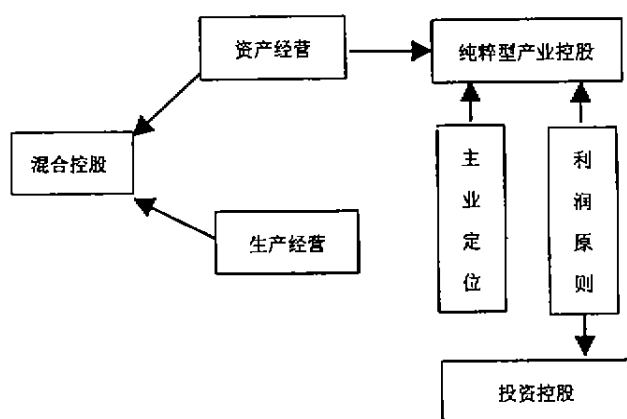 资产经营
纯粹型产业控股
混合控股
主业定位
利润原则
生产经营
投资控股